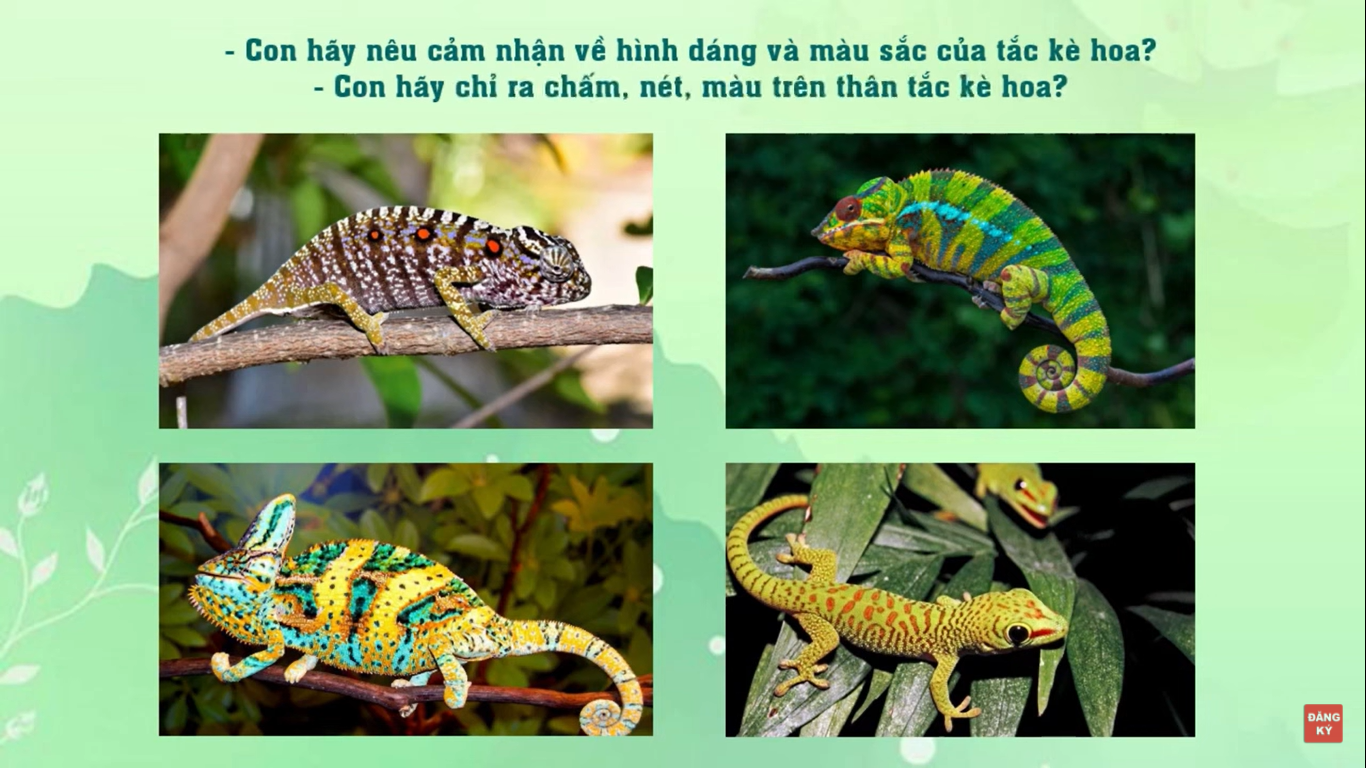 - Con hãy nêu cảm nhận về hình dáng và màu sắc của tắc kè hoa?
- Con hãy chỉ ra chấm, nét, màu trên thân tắc kè hoa?
ĐĂNG
KÝ